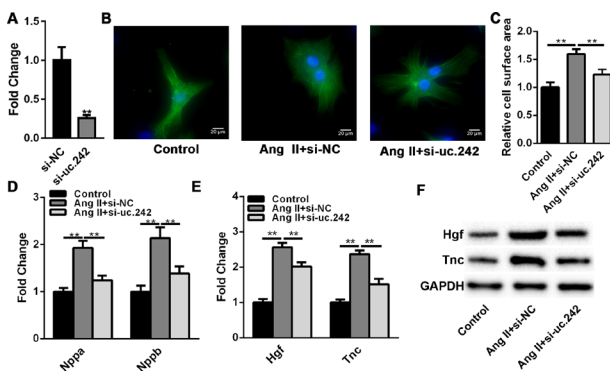 A
Fold Change
1.5
1.0
0.5
0.0
**
si-NC
si-uc.242
B
20 μm
20 μm
20 μm
Control
Ang II+si-NC
Ang II+si-uc.242
C
Relative cell surface area
2.0
1.5
1.0
0.5
0.0
** **
Control
Ang II+si-NC
Ang II+si-uc.242
D
Control
Ang II+si-NC
Ang II+si-uc.242
Fold Change
3
2
1
0
** ** ** **
Nppa
Nppb
E
Control
Ang II+si-NC
Ang II+si-uc.242
Fold Change
4
3
2
1
0
** ** ** **
Hgf
Tnc
F
Hgf
Tnc
GAPDH
Control
Ang II+si-NC
Ang II+si-uc.242